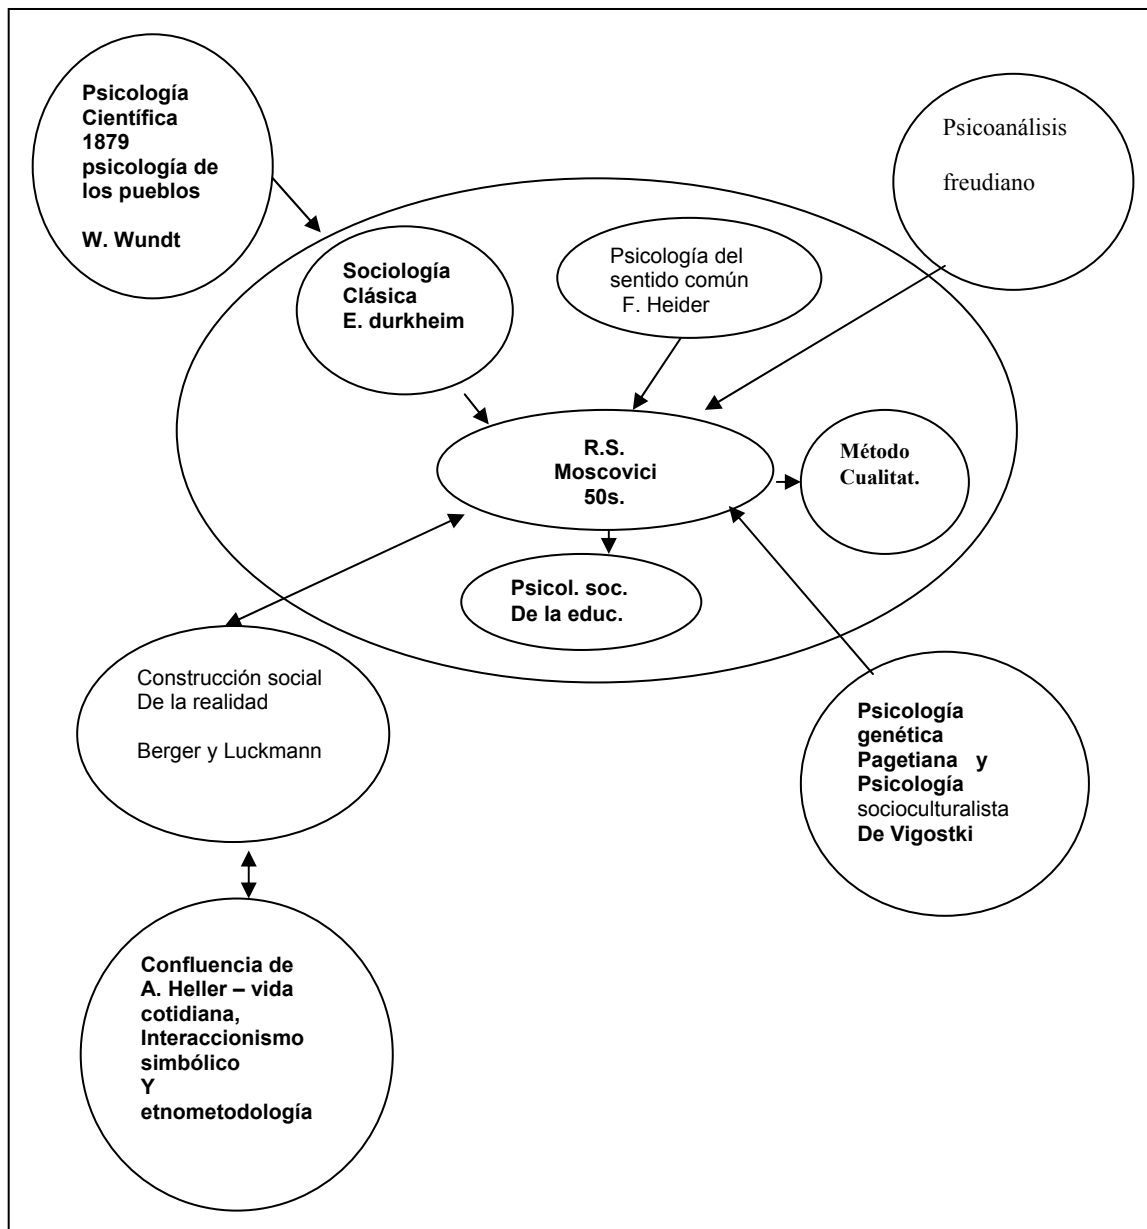 Psicología
Científica
1879
psicología de
los pueblos
W. Wundt
Psicoanálisis
freudiano
Sociología
Clásica
E. durkheim
Psicología del
sentido común
F. Heider
R.S.
Moscovici
50s.
Método
Cualitat.
Psicol. soc.
De la educ.
Construcción social
De la realidad
Berger y Luckmann
Psicología
genética
Pagetiana y
Psicología
socioculturalista
De Vigostki
Confluencia de
A. Heller – vida
cotidiana,
Interaccionismo
simbólico
Y
etnometodología